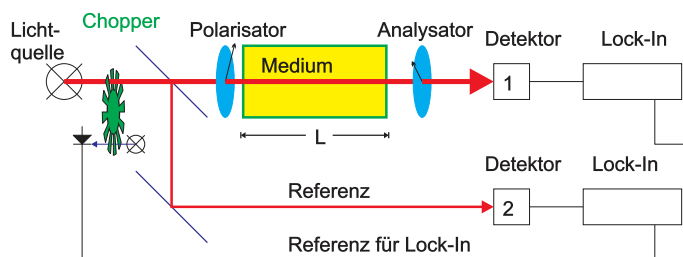 Licht-
quelle
Chopper
Polarisator
Medium
L
Analysator
Detektor
1
Lock-In
Detektor
2
Lock-In
Referenz
Referenz für Lock-In